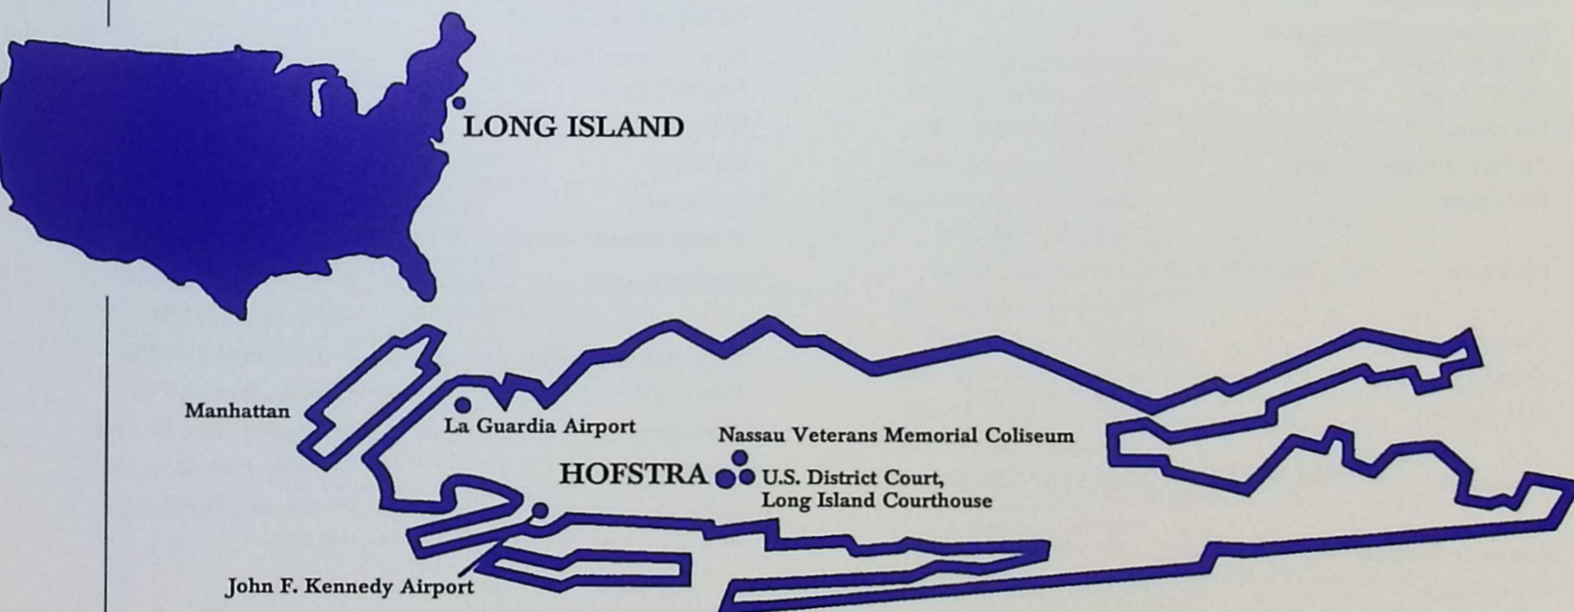 LONG ISLAND
Manhattan
La Guardia Airport
Nassau Veterans Memorial Coliseum
HOFSTRA
U.S. District Court,
Long Island Courthouse
John F. Kennedy Airport